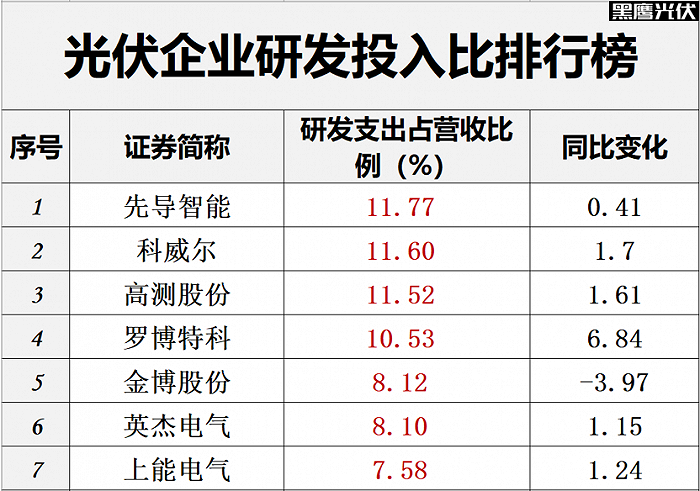 黑鹰光伏
光伏企业研发投入比排行榜
序号 证券简称 研发支出占营收比例（%） 同比变化
1 先导智能 11.77 0.41
2 科威尔 11.60 1.7
3 高测股份 11.52 1.61
4 罗博特科 10.53 6.84
5 金博股份 8.12 -3.97
6 英杰电气 8.10 1.15
7 上能电气 7.58 1.24